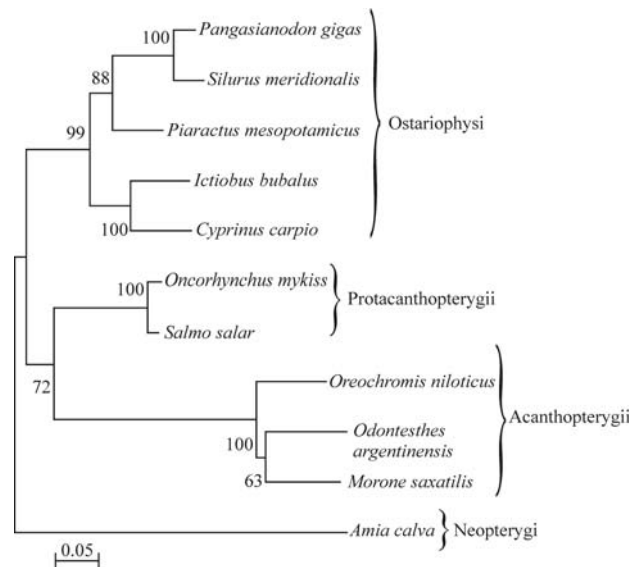 Pangasianodon gigas
100
Silurus meridionalis
88
Piaractus mesopotamicus
Ostariophysi
99
Ictiobus bubalus
100
Cyprinus carpio
Oncorhynchus mykiss
100
Protacanthopterygii
Salmo salar
72
Oreochromis niloticus
Acanthopterygii
Odontesthes
argentinensis
100
63
Morone saxatilis
Amia calva
Neopterygi
0.05